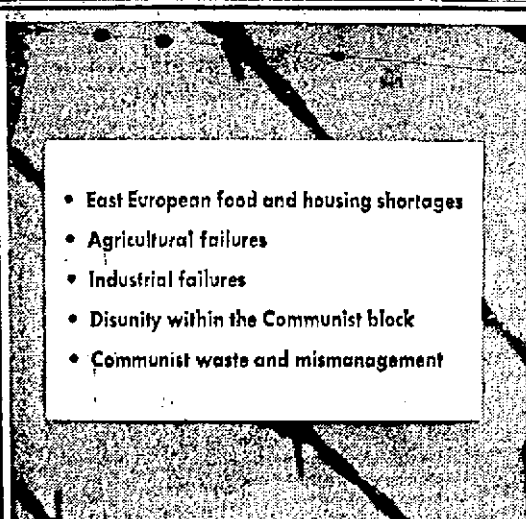 • East European food and housing shortages
• Agricultural failures
• Industrial failures
• Disunity within the Communist block
• Communist waste and mismanagement